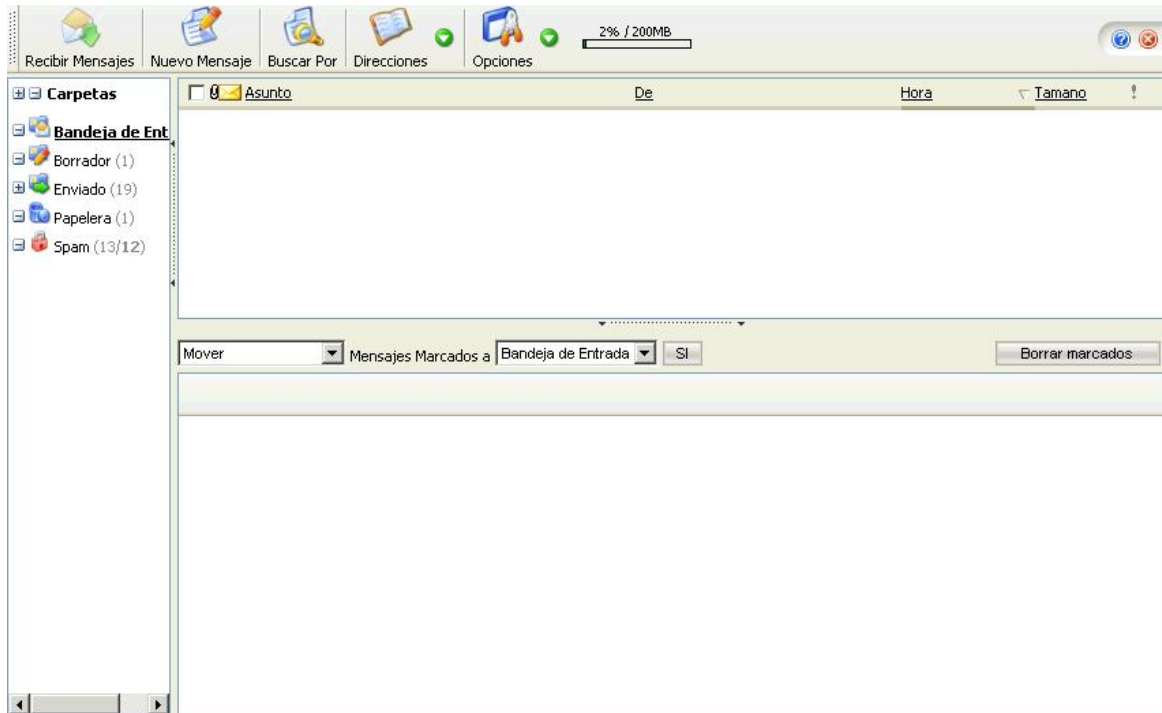 2% / 200MB
Recibir Mensajes Nuevo Mensaje Buscar Por Direcciones Opciones
Carpetas
Asunto De Hora Tamano !
Bandeja de Ent
Borrador (1)
Enviado (19)
Papelera (1)
Spam (13/12)
Mover Mensajes Marcados a Bandeja de Entrada SI Borrar marcados